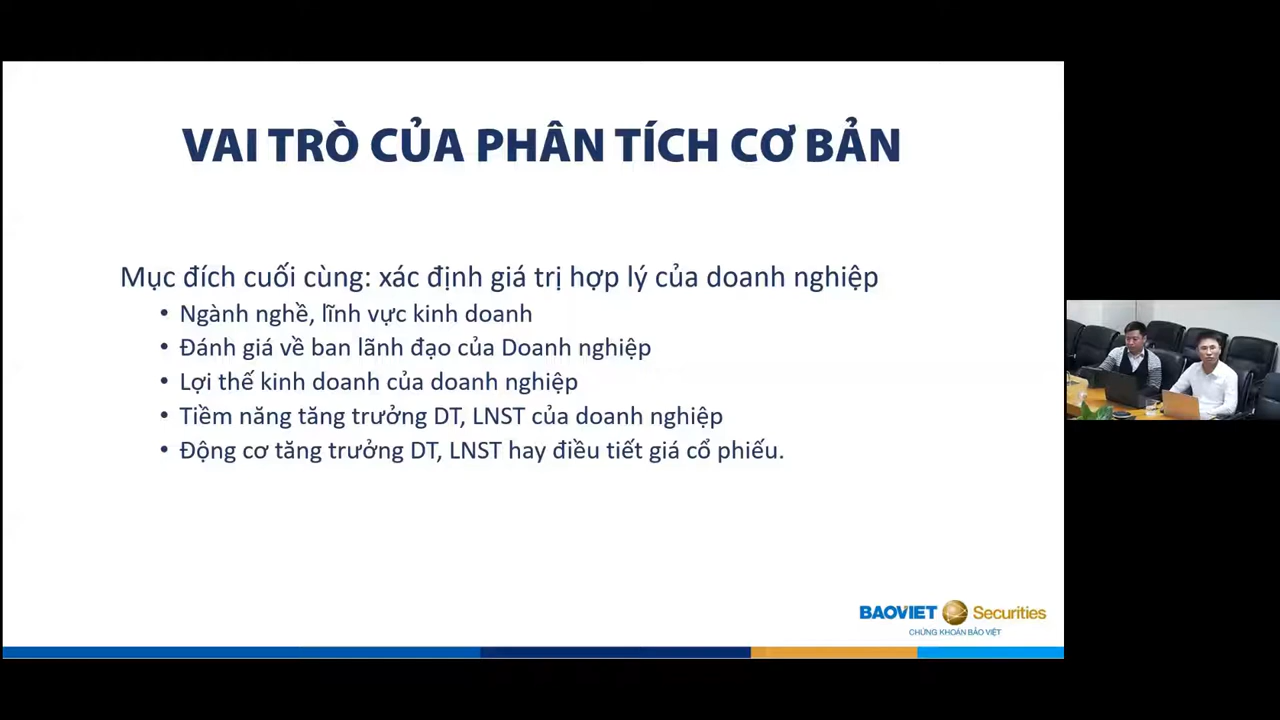 VAI TRÒ CỦA PHÂN TÍCH CƠ BẢN
Mục đích cuối cùng: xác định giá trị hợp lý của doanh nghiệp
• Ngành nghề, lĩnh vực kinh doanh
• Đánh giá về ban lãnh đạo của Doanh nghiệp
• Lợi thế kinh doanh của doanh nghiệp
• Tiềm năng tăng trưởng DT, LNST của doanh nghiệp
• Động cơ tăng trưởng DT, LNST hay điều tiết giá cổ phiếu.
BAOVIET Securities
CHỨNG KHOÁN BẢO VIỆT